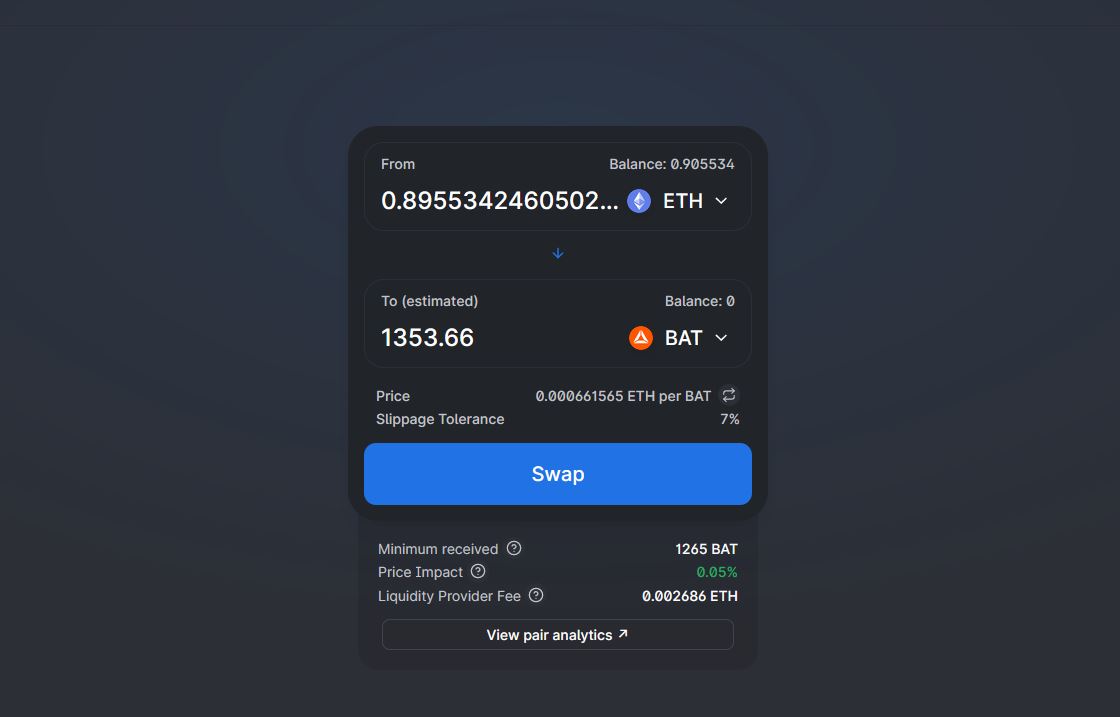 From Balance: 0.905534
0.8955342460502... ETH
To (estimated) Balance: 0
1353.66 BAT
Price 0.000661565 ETH per BAT
Slippage Tolerance 7%
Swap
Minimum received 1265 BAT
Price Impact 0.05%
Liquidity Provider Fee 0.002686 ETH
View pair analytics ↗